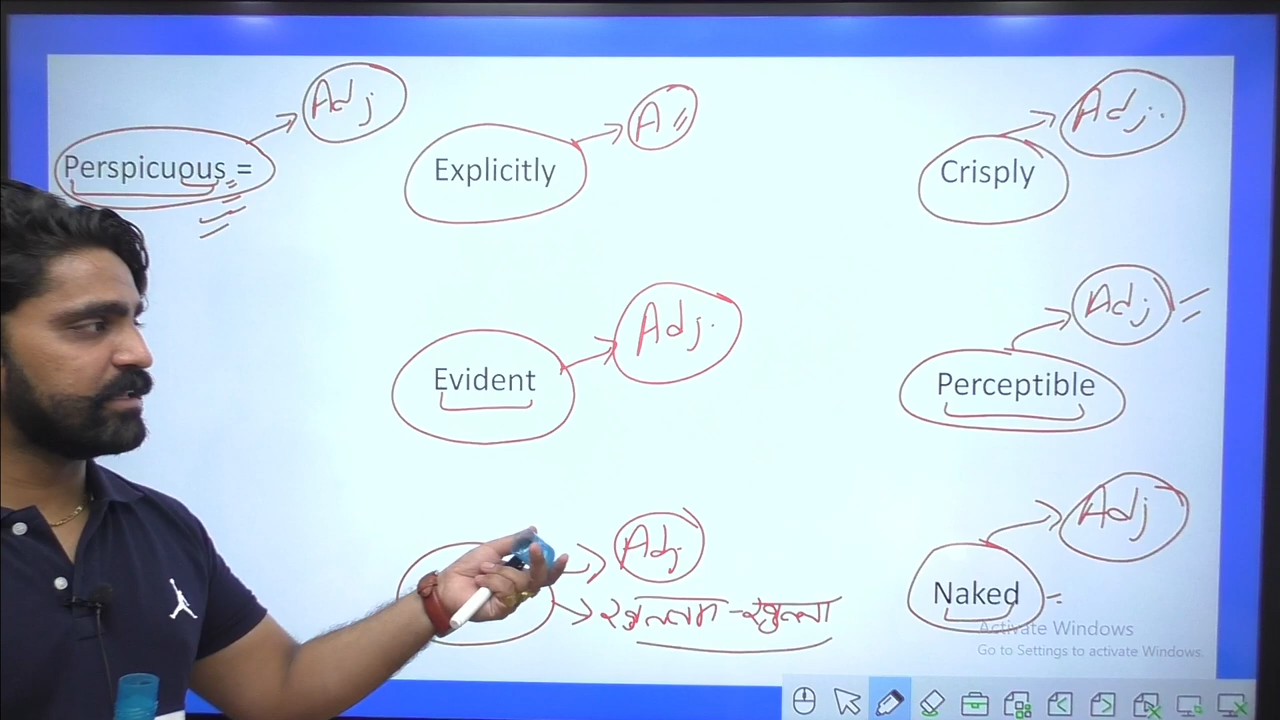 Adj
Perspicuous =
A
Explicitly
Adj.
Crisply
Adj.
Evident
Adj
Perceptible
Adj.
खुल्लम-खुल्ला
Adj
Naked
Activate Windows
Go to Settings to activate Windows.